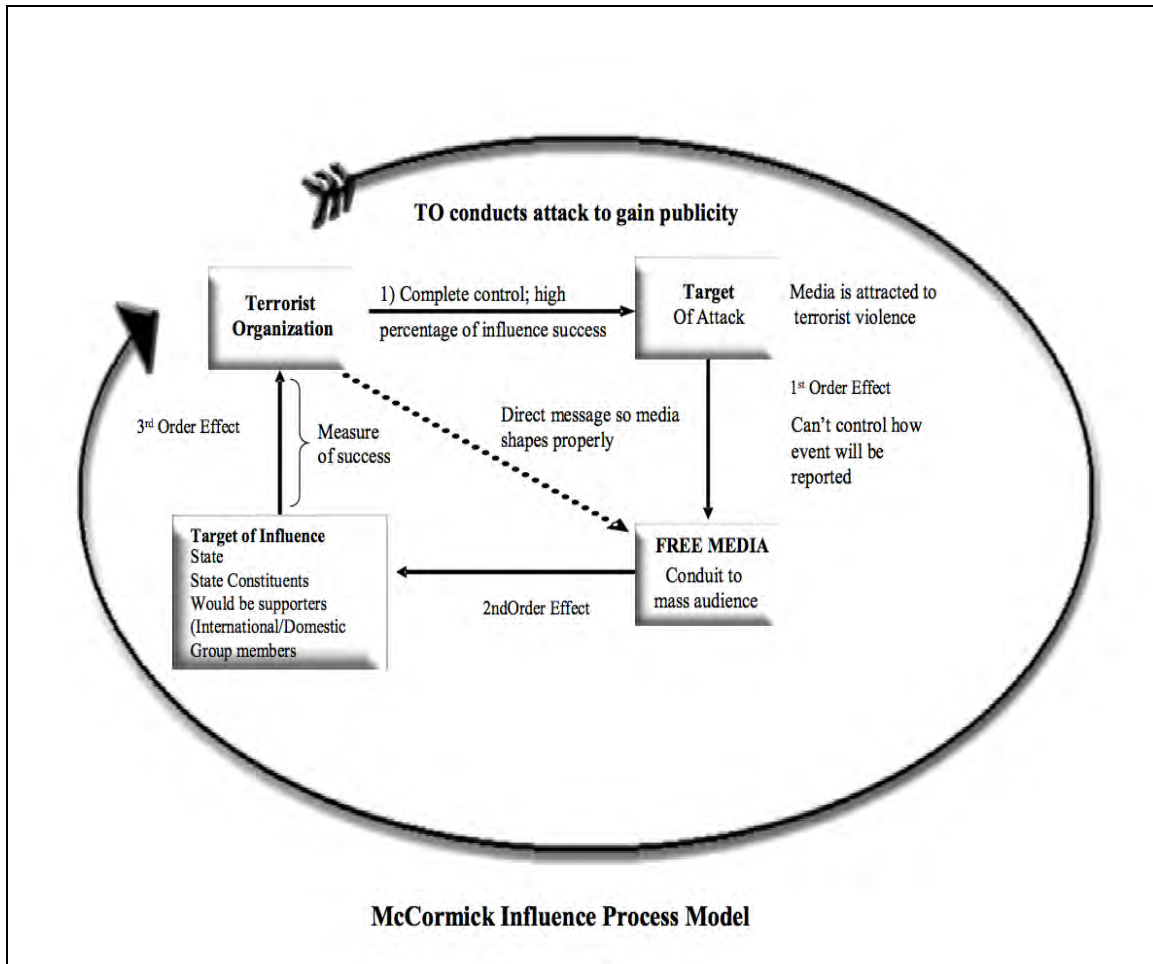 TO conducts attack to gain publicity
Terrorist
Organization
1) Complete control; high
percentage of influence success
Target
Of Attack
Media is attracted to
terrorist violence
1st Order Effect
Can't control how
event will be
reported
Direct message so media
shapes properly
3rd Order Effect
Measure
of success
Target of Influence
State
State Constituents
Would be supporters
(International/Domestic
Group members
2ndOrder Effect
FREE MEDIA
Conduit to
mass audience
McCormick Influence Process Model